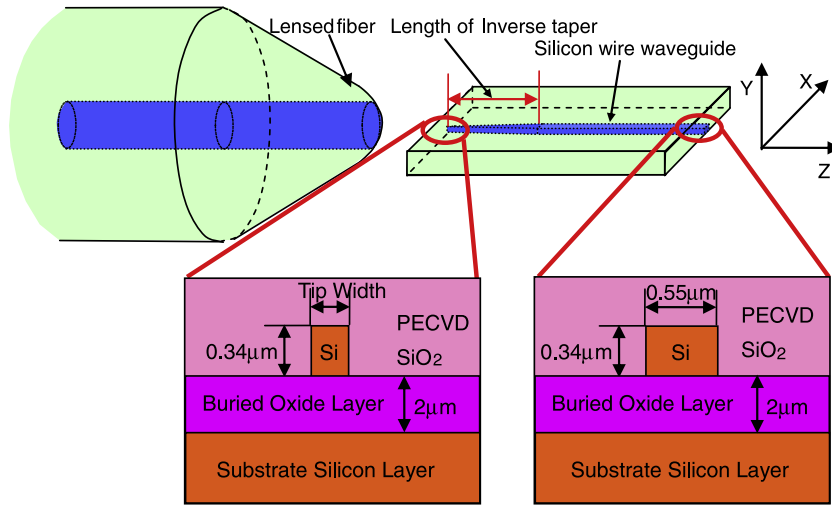 Lensed fiber
Length of Inverse taper
Silicon wire waveguide
Y
X
Z
Tip Width
0.34μm
Si
PECVD
SiO₂
Buried Oxide Layer
2μm
Substrate Silicon Layer
0.55μm
0.34μm
Si
PECVD
SiO₂
Buried Oxide Layer
2μm
Substrate Silicon Layer